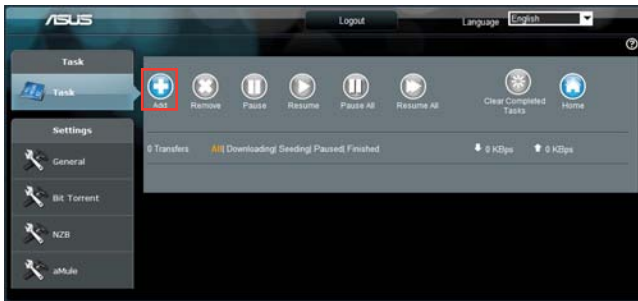 ASUS
Logout
Language English
?
Task
Task
Settings
General
Bit Torrent
NZB
aMule
Add
Remove
Pause
Resume
Pause All
Resume All
Clear Completed
Tasks
Home
0 Transfers All| Downloading| Seeding| Paused| Finished 0 KBps 0 KBps